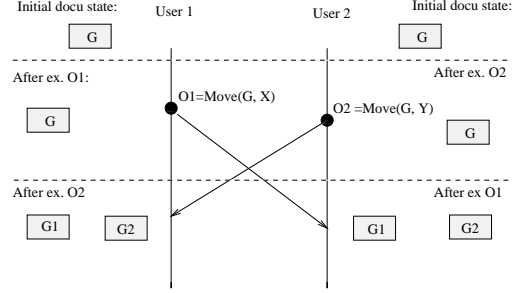 Initial docu state:
User 1
User 2
Initial docu state:
G
G
After ex. O1:
After ex. O2
O1=Move(G, X)
O2 =Move(G, Y)
G
G
After ex. O2
After ex O1
G1
G2
G1
G2